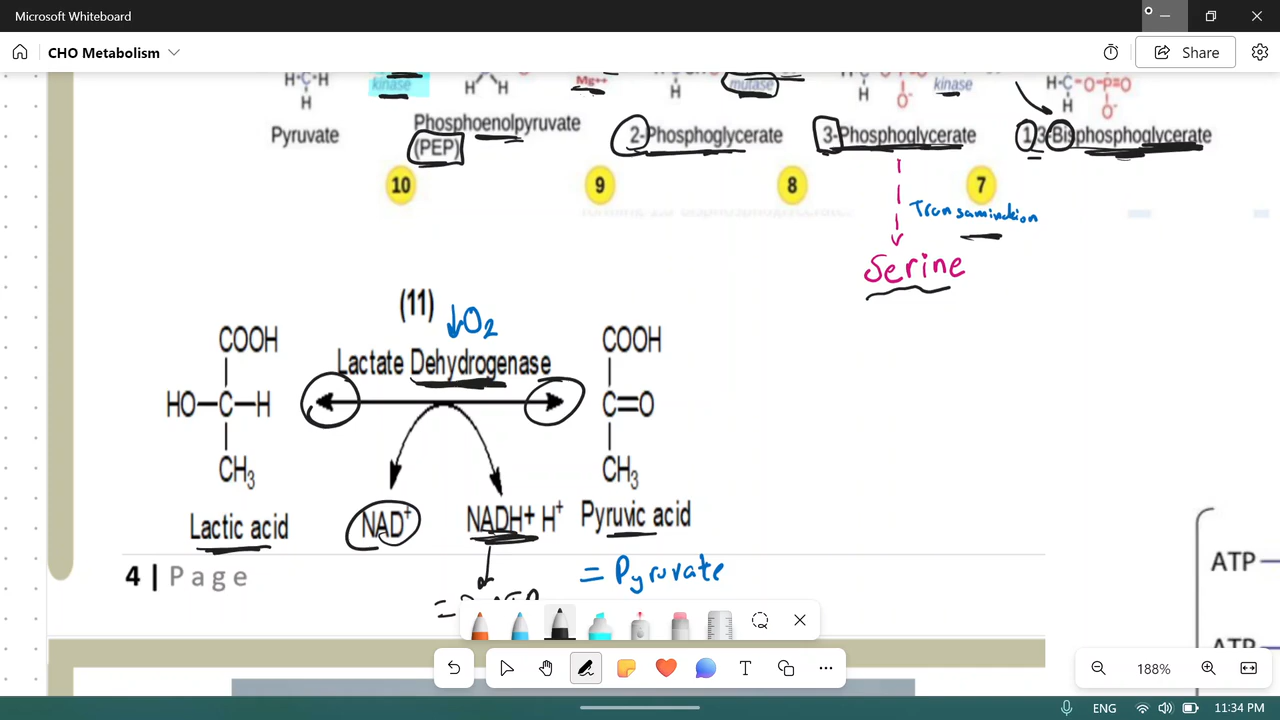 Microsoft Whiteboard
CHO Metabolism
Share
H-C-H
H
kinase
H
H
Mg++
H
mutase
H
O-
kinase
H-C-O-P=O
H
O-
Pyruvate
Phosphoenolpyruvate
(PEP)
2-Phosphoglycerate
3-Phosphoglycerate
1,3-Bisphosphoglycerate
10
9
8
7
Transamination
Serine
(11)
↓O2
Lactate Dehydrogenase
COOH
COOH
HO-C-H
C=O
CH3
CH3
Lactic acid
NAD+
NADH+ H+
Pyruvic acid
= Pyruvate
4 | Page
ATP
188%
ENG
11:34 PM